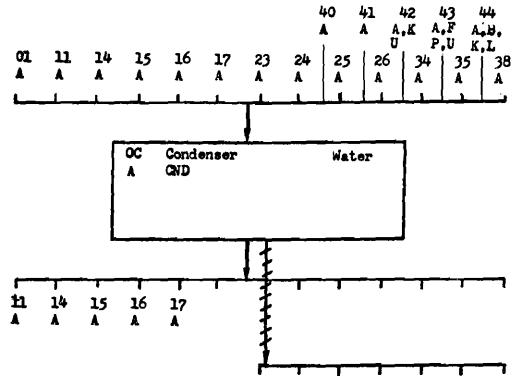 40 41 42 43 44
A A A,K A,F A,B,
U P,U K,L
01 11 14 15 16 17 23 24 25 26 34 35 38
A A A A A A A A A A A A A
OC Condenser Water
A CND
11 14 15 16 17
A A A A A